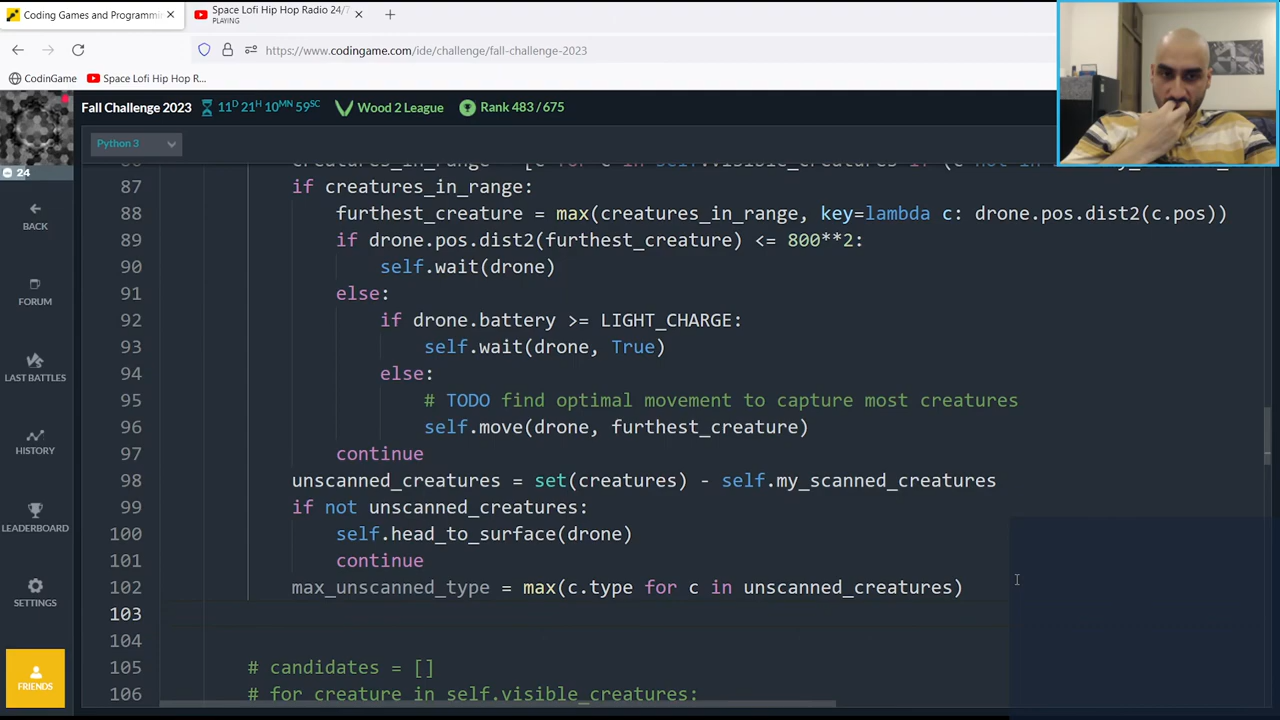 Coding Games and Programmi
Space Lofi Hip Hop Radio 24/7
PLAYING
https://www.codingame.com/ide/challenge/fall-challenge-2023
CodinGame
Space Lofi Hip Hop R...
Fall Challenge 2023
11D 21H 10MN 59SC
Wood 2 League
Rank 483 / 675
Python 3
24
BACK
FORUM
LAST BATTLES
HISTORY
LEADERBOARD
SETTINGS
FRIENDS
87 if creatures_in_range:
88 furthest_creature = max(creatures_in_range, key=lambda c: drone.pos.dist2(c.pos))
89 if drone.pos.dist2(furthest_creature) <= 800**2:
90 self.wait(drone)
91 else:
92 if drone.battery >= LIGHT_CHARGE:
93 self.wait(drone, True)
94 else:
95 # TODO find optimal movement to capture most creatures
96 self.move(drone, furthest_creature)
97 continue
98 unscanned_creatures = set(creatures) - self.my_scanned_creatures
99 if not unscanned_creatures:
100 self.head_to_surface(drone)
101 continue
102 max_unscanned_type = max(c.type for c in unscanned_creatures)
103
104
105 # candidates = []
106 # for creature in self.visible_creatures: